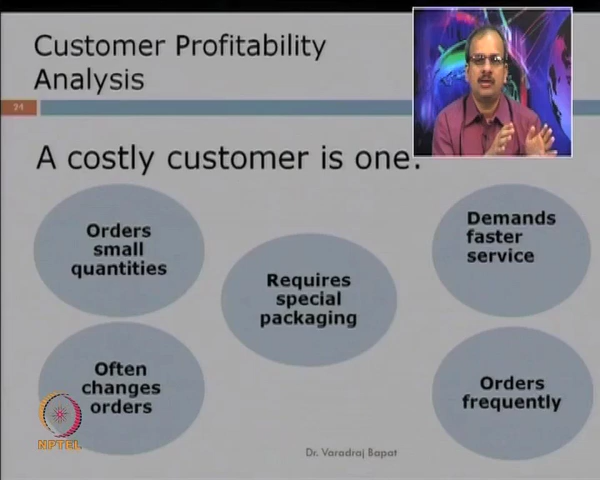 Customer Profitability
Analysis
24
A costly customer is one:
Orders
small
quantities
Requires
special
packaging
Demands
faster
service
Often
changes
orders
Orders
frequently
NPTEL
Dr. Varadraj Bapat